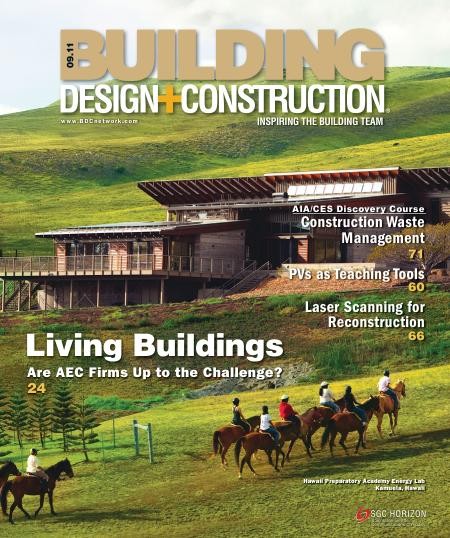 09.11
BUILDING
DESIGN+CONSTRUCTION
www.BDCnetwork.com
INSPIRING THE BUILDING TEAM
AIA/CES Discovery Course
Construction Waste
Management
71
PVs as Teaching Tools
60
Laser Scanning for
Reconstruction
66
Living Buildings
Are AEC Firms Up to the Challenge?
24
Hawaii Preparatory Academy Energy Lab
Kamuela, Hawaii
SGC HORIZON